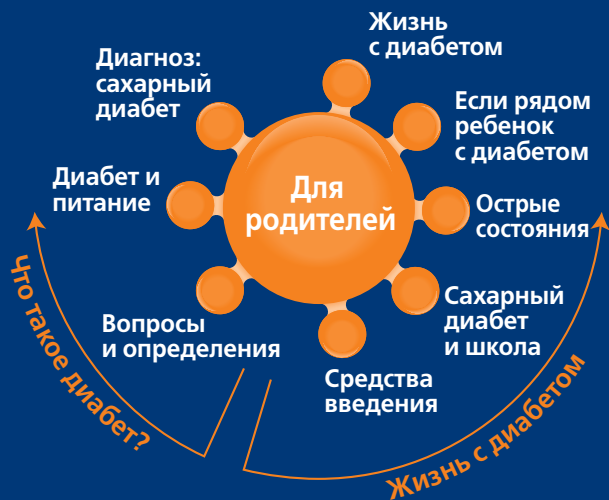 Жизнь
с диабетом
Диагноз:
сахарный
диабет
Если рядом
ребенок
с диабетом
Диабет и
питание
Для
родителей
Острые
состояния
Вопросы
и определения
Сахарный
диабет
и школа
Средства
введения
Что такое диабет?
Жизнь с диабетом